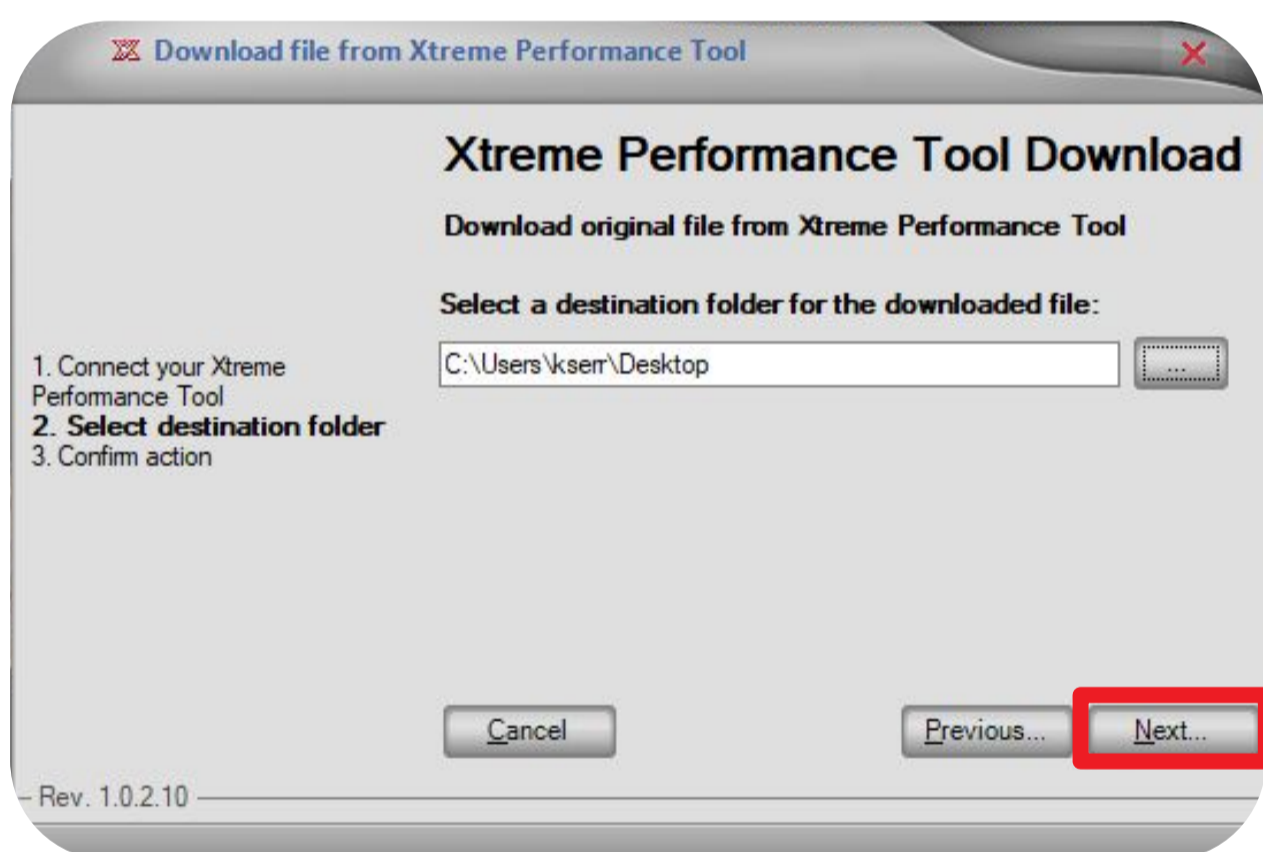 Download file from Xtreme Performance Tool
Xtreme Performance Tool Download
Download original file from Xtreme Performance Tool
Select a destination folder for the downloaded file:
C:\Users\kserr\Desktop
...
1. Connect your Xtreme
Performance Tool
2. Select destination folder
3. Confirm action
Cancel
Previous...
Next...
Rev. 1.0.2.10